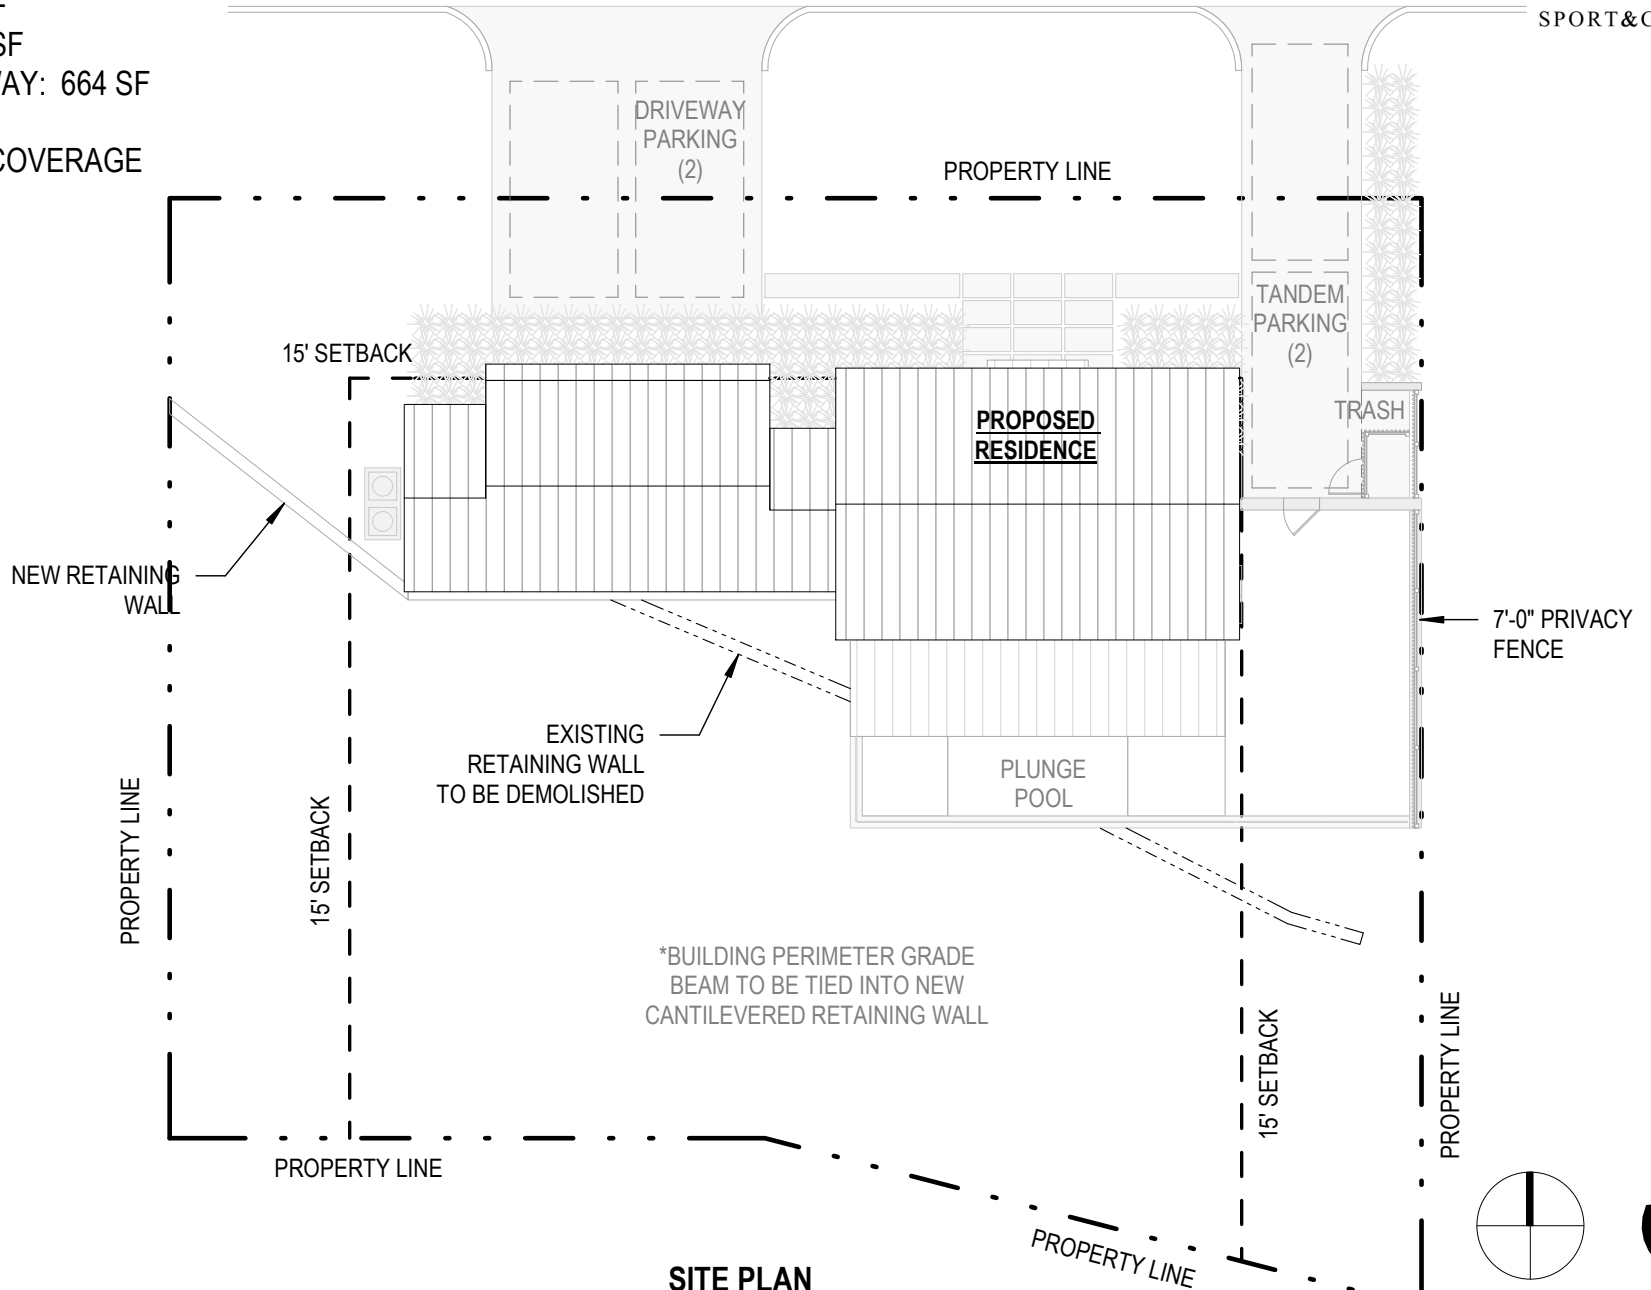 SF
WAY: 664 SF
COVERAGE
SPORT&
DRIVEWAY
PARKING
(2)
PROPERTY LINE
TANDEM
PARKING
(2)
15' SETBACK
TRASH
PROPOSED
RESIDENCE
NEW RETAINING
WALL
7'-0" PRIVACY
FENCE
EXISTING
RETAINING WALL
TO BE DEMOLISHED
PLUNGE
POOL
PROPERTY LINE
15' SETBACK
*BUILDING PERIMETER GRADE
BEAM TO BE TIED INTO NEW
CANTILEVERED RETAINING WALL
15' SETBACK
PROPERTY LINE
PROPERTY LINE
PROPERTY LINE
SITE PLAN